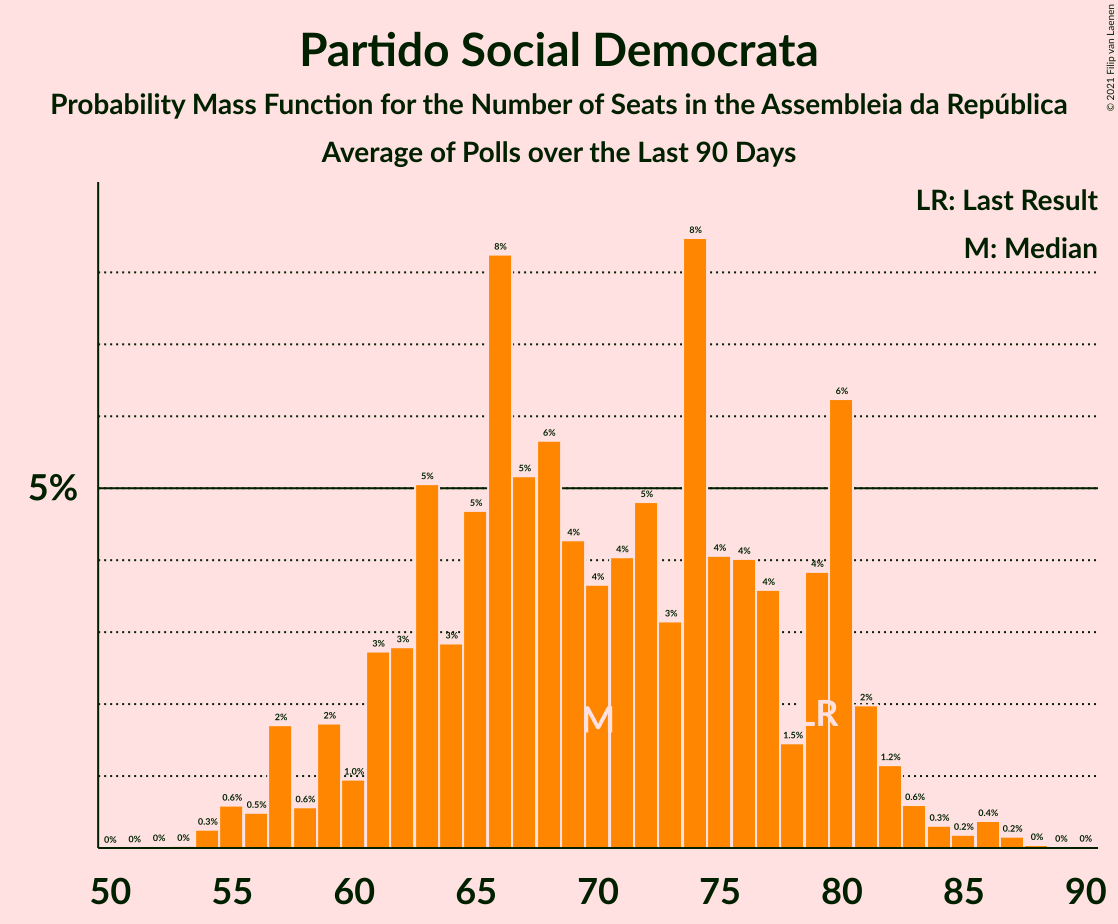 Partido Social Democrata
Probability Mass Function for the Number of Seats in the Assembleia da República
Average of Polls over the Last 90 Days
© 2021 Filip van Laenen
LR: Last Result
M: Median
5%
0% 0% 0% 0% 0.3% 0.6% 0.5% 2% 0.6% 2% 1.0% 3% 3% 5% 3% 5% 8% 5% 6% 4% 4% 4% 5% 3% 8% 4% 4% 4% 1.5% 4% 6% 2% 1.2% 0.6% 0.3% 0.2% 0.4% 0.2% 0% 0% 0%
M LR
50 55 60 65 70 75 80 85 90